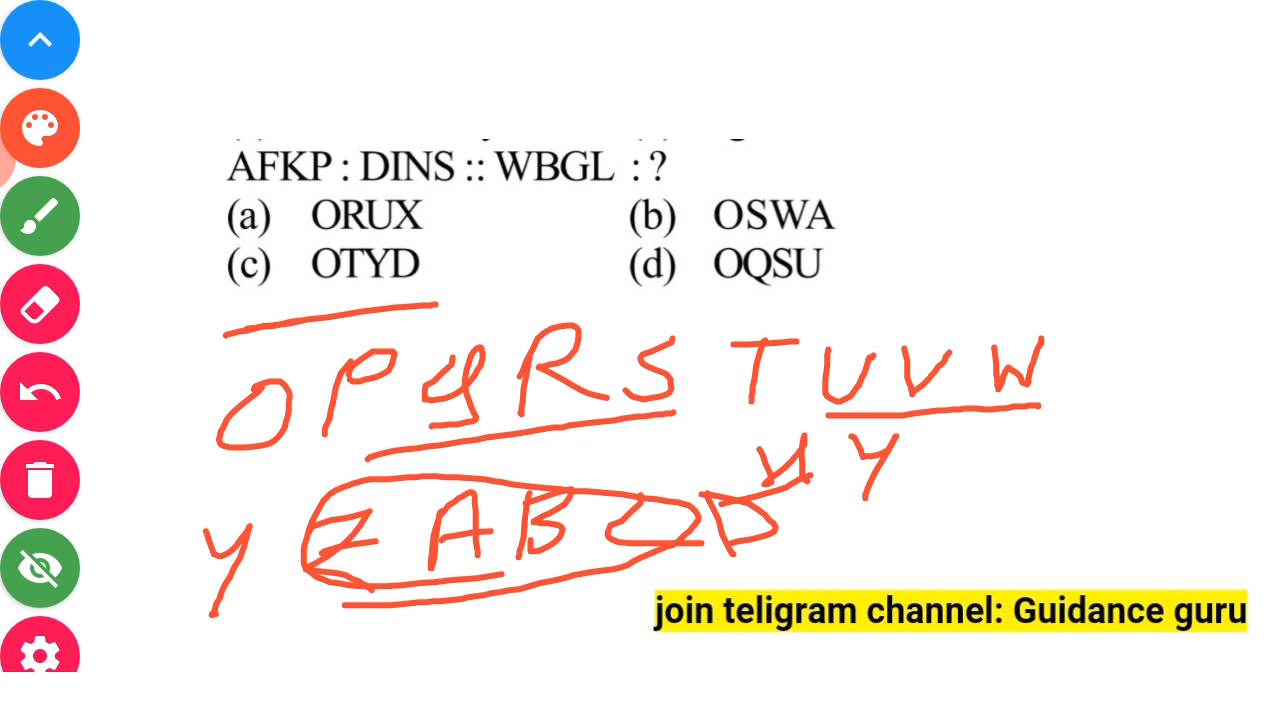 AFKP : DINS :: WBGL : ?
(a) ORUX (b) OSWA
(c) OTYD (d) OQSU
O P Q R S T U V W
Y
Y Z A B C D
join teligram channel: Guidance guru